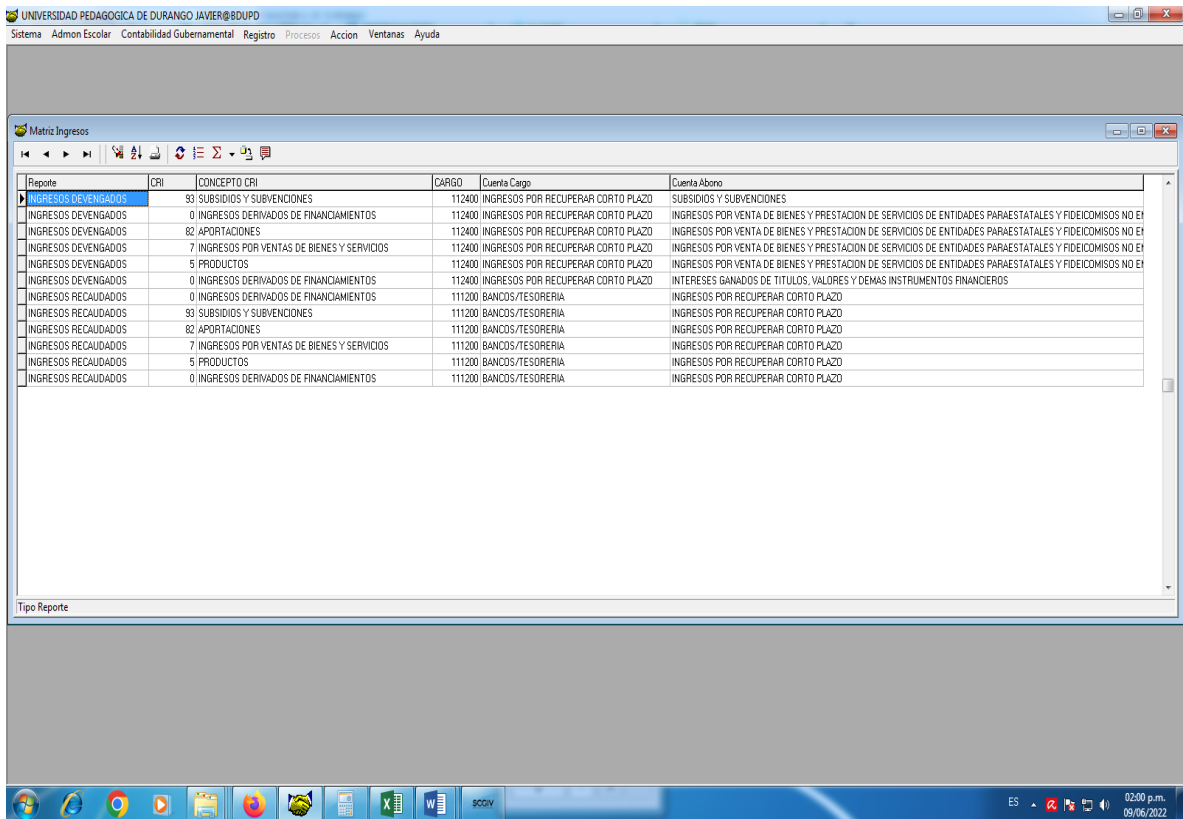 UNIVERSIDAD PEDAGOGICA DE DURANGO JAVIER@BDUPD
Sistema Admon Escolar Contabilidad Gubernamental Registro Procesos Accion Ventanas Ayuda
Matriz Ingresos
Reporte CRI CONCEPTO CRI CARGO Cuenta Cargo Cuenta Abono
INGRESOS DEVENGADOS 93 SUBSIDIOS Y SUBVENCIONES 112400 INGRESOS POR RECUPERAR CORTO PLAZO SUBSIDIOS Y SUBVENCIONES
INGRESOS DEVENGADOS 0 INGRESOS DERIVADOS DE FINANCIAMIENTOS 112400 INGRESOS POR RECUPERAR CORTO PLAZO INGRESOS POR VENTA DE BIENES Y PRESTACION DE SERVICIOS DE ENTIDADES PARAESTATALES Y FIDEICOMISOS NO
INGRESOS DEVENGADOS 82 APORTACIONES 112400 INGRESOS POR RECUPERAR CORTO PLAZO INGRESOS POR VENTA DE BIENES Y PRESTACION DE SERVICIOS DE ENTIDADES PARAESTATALES Y FIDEICOMISOS NO
INGRESOS DEVENGADOS 7 INGRESOS POR VENTAS DE BIENES Y SERVICIOS 112400 INGRESOS POR RECUPERAR CORTO PLAZO INGRESOS POR VENTA DE BIENES Y PRESTACION DE SERVICIOS DE ENTIDADES PARAESTATALES Y FIDEICOMISOS NO
INGRESOS DEVENGADOS 5 PRODUCTOS 112400 INGRESOS POR RECUPERAR CORTO PLAZO INGRESOS POR VENTA DE BIENES Y PRESTACION DE SERVICIOS DE ENTIDADES PARAESTATALES Y FIDEICOMISOS NO
INGRESOS DEVENGADOS 0 INGRESOS DERIVADOS DE FINANCIAMIENTOS 112400 INGRESOS POR RECUPERAR CORTO PLAZO INTERESES GANADOS DE TITULOS, VALORES Y DEMAS INSTRUMENTOS FINANCIEROS
INGRESOS RECAUDADOS 0 INGRESOS DERIVADOS DE FINANCIAMIENTOS 111200 BANCOS/TESORERIA INGRESOS POR RECUPERAR CORTO PLAZO
INGRESOS RECAUDADOS 93 SUBSIDIOS Y SUBVENCIONES 111200 BANCOS/TESORERIA INGRESOS POR RECUPERAR CORTO PLAZO
INGRESOS RECAUDADOS 82 APORTACIONES 111200 BANCOS/TESORERIA INGRESOS POR RECUPERAR CORTO PLAZO
INGRESOS RECAUDADOS 7 INGRESOS POR VENTAS DE BIENES Y SERVICIOS 111200 BANCOS/TESORERIA INGRESOS POR RECUPERAR CORTO PLAZO
INGRESOS RECAUDADOS 5 PRODUCTOS 111200 BANCOS/TESORERIA INGRESOS POR RECUPERAR CORTO PLAZO
INGRESOS RECAUDADOS 0 INGRESOS DERIVADOS DE FINANCIAMIENTOS 111200 BANCOS/TESORERIA INGRESOS POR RECUPERAR CORTO PLAZO
Tipo Reporte
SCGIV
ES 02:00 p.m.
09/06/2022